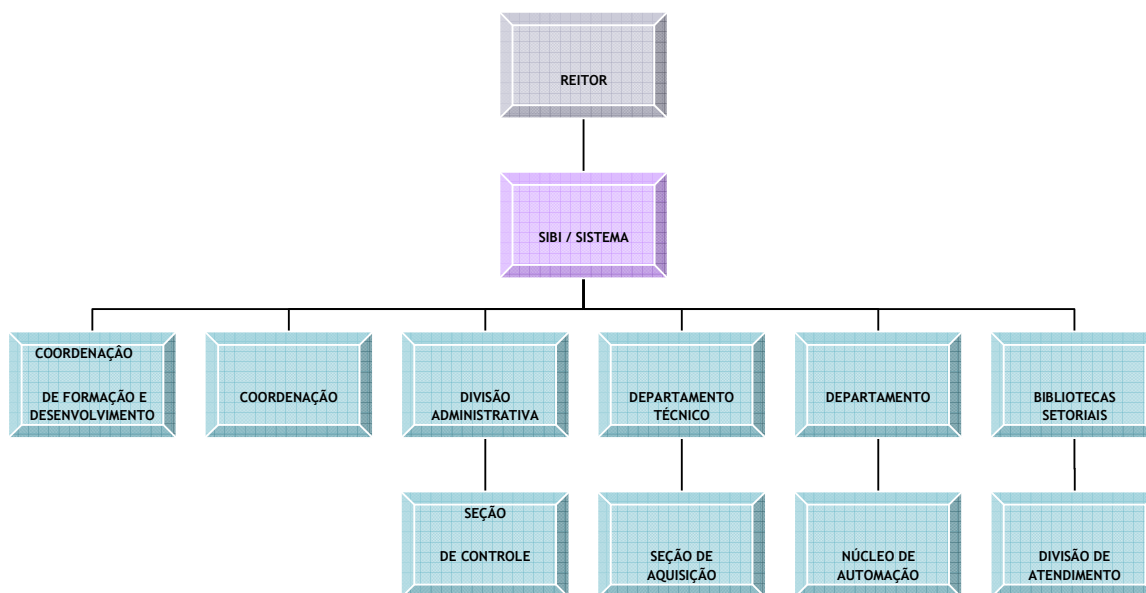 REITOR
SIBI / SISTEMA
COORDENAÇÂO
DE FORMAÇÃO E
DESENVOLVIMENTO
COORDENAÇÃO
DIVISÃO
ADMINISTRATIVA
DEPARTAMENTO
TÉCNICO
DEPARTAMENTO
BIBLIOTECAS
SETORIAIS
SEÇÃO
DE CONTROLE
SEÇÃO DE
AQUISIÇÃO
NÚCLEO DE
AUTOMAÇÃO
DIVISÃO DE
ATENDIMENTO